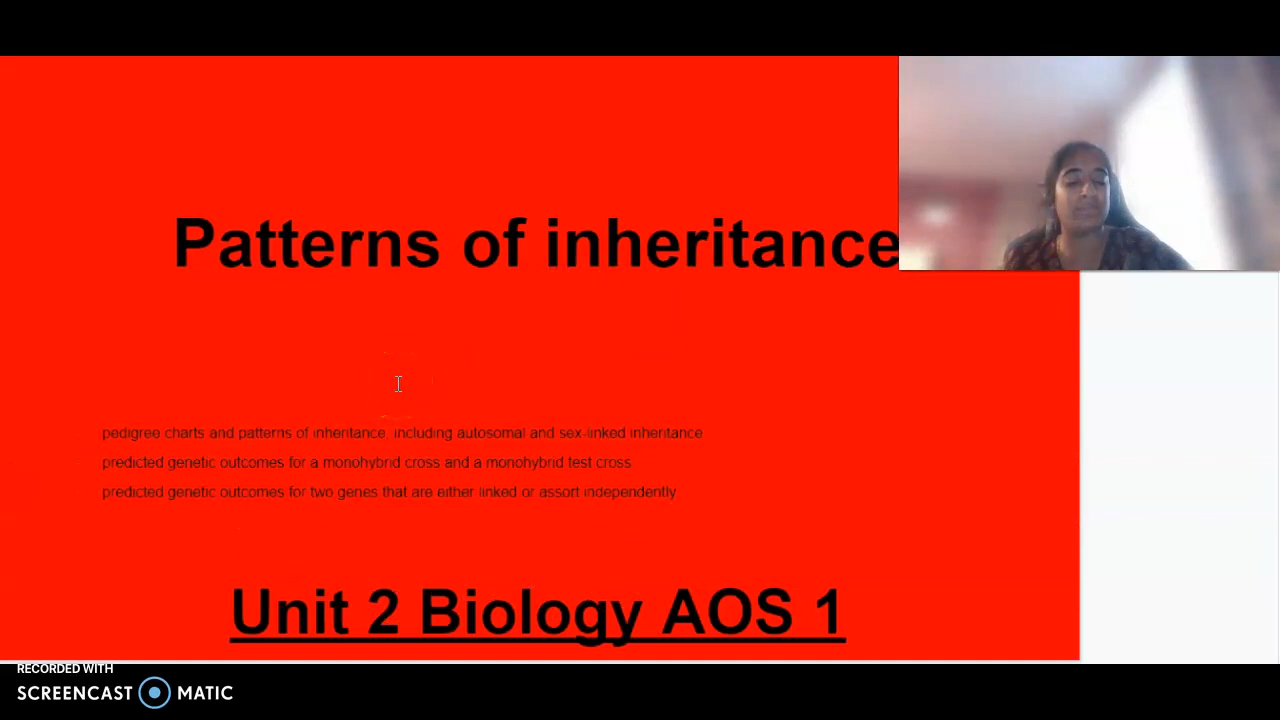 Patterns of inheritance
pedigree charts and patterns of inheritance, including autosomal and sex-linked inheritance
predicted genetic outcomes for a monohybrid cross and a monohybrid test cross
predicted genetic outcomes for two genes that are either linked or assort independently.
Unit 2 Biology AOS 1
RECORDED WITH
SCREENCAST MATIC